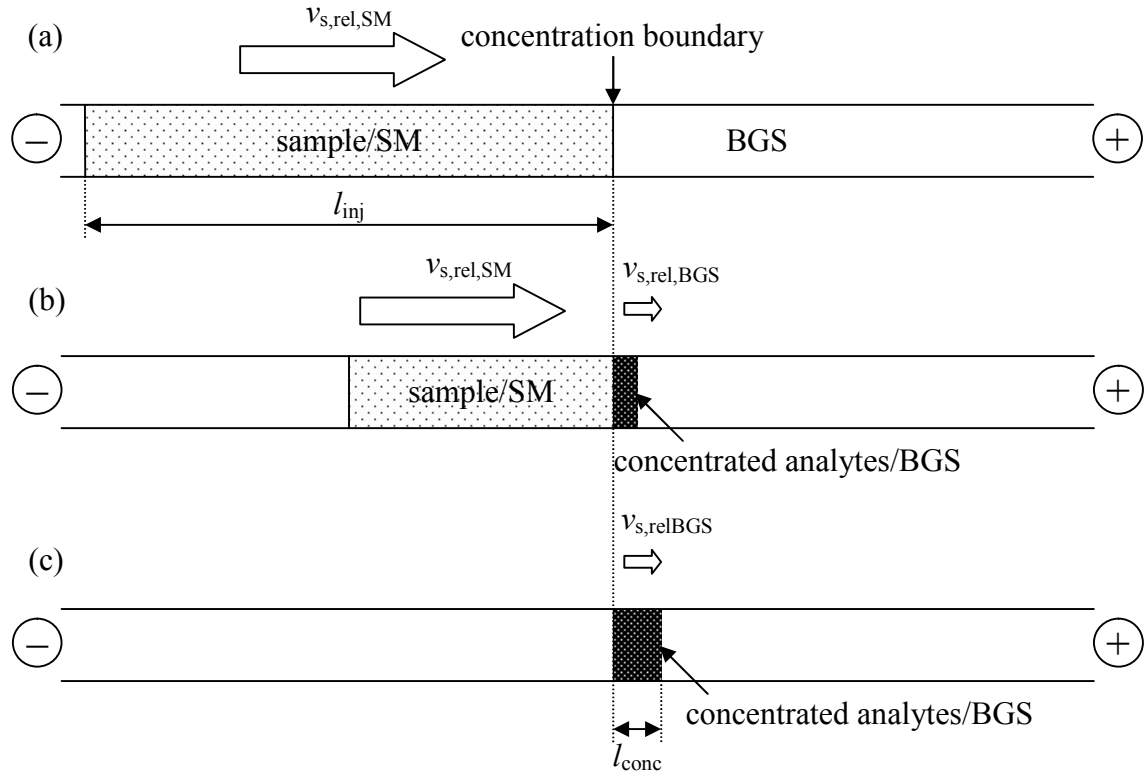 (a)
v_s,rel,SM
concentration boundary
− sample/SM BGS +
l_inj
(b)
v_s,rel,SM v_s,rel,BGS
− sample/SM +
concentrated analytes/BGS
(c)
v_s,relBGS
− +
concentrated analytes/BGS
l_conc